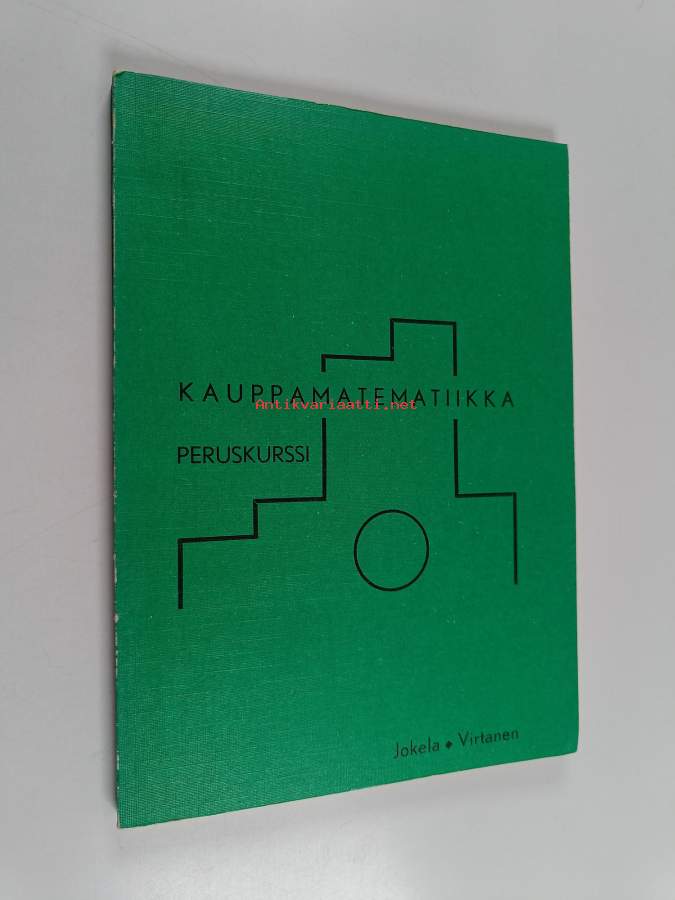 KAUPPAMATEMATIIKKA
Antikvariaatti.net
PERUSKURSSI
Jokela ◆ Virtanen